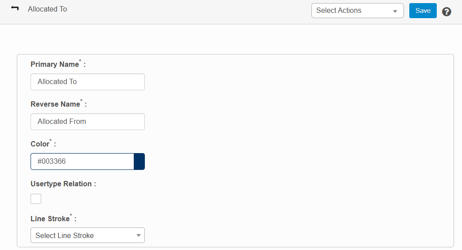 Allocated To
Select Actions
Save
?
Primary Name* :
Allocated To
Reverse Name* :
Allocated From
Color* :
#003366
Usertype Relation :
Line Stroke* :
Select Line Stroke